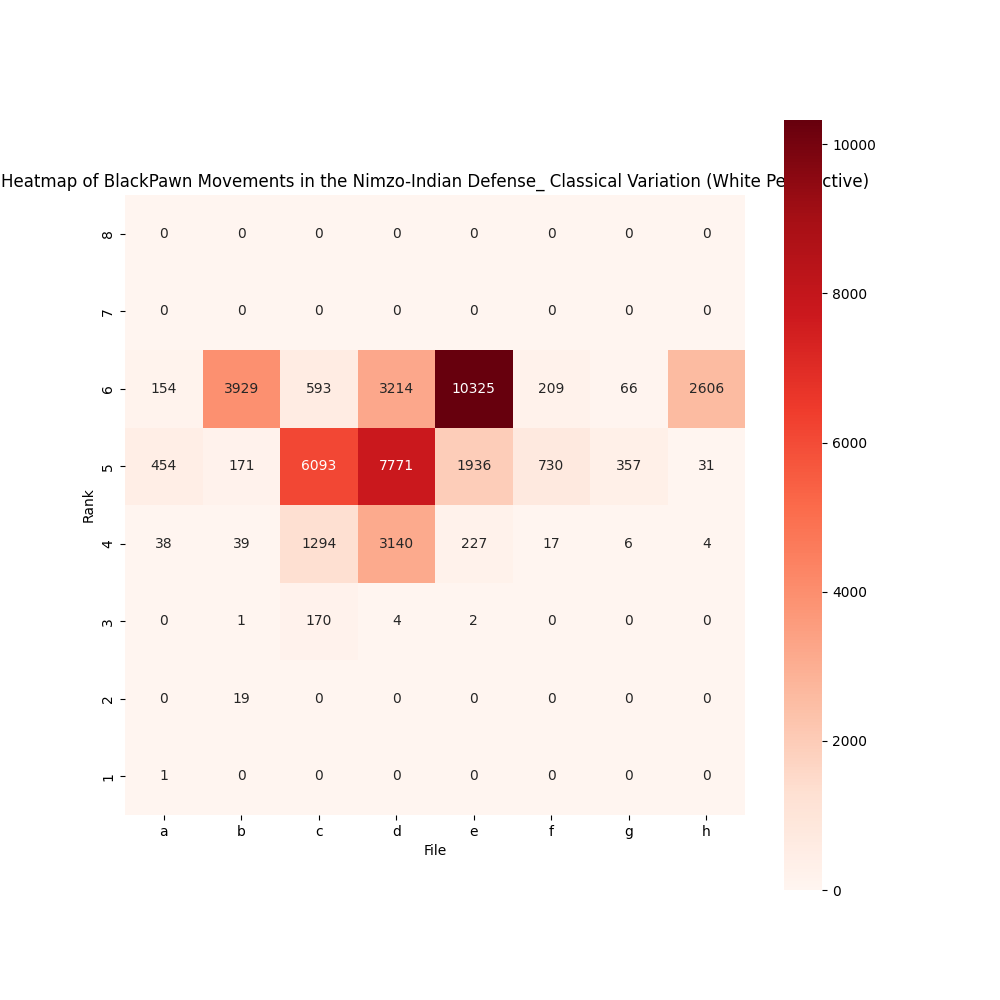 Heatmap of BlackPawn Movements in the Nimzo-Indian Defense_ Classical Variation (White Perspective)
10000
8000
6000
4000
2000
0
Rank
8 0 0 0 0 0 0 0 0
7 0 0 0 0 0 0 0 0
6 154 3929 593 3214 10325 209 66 2606
5 454 171 6093 7771 1936 730 357 31
4 38 39 1294 3140 227 17 6 4
3 0 1 170 4 2 0 0 0
2 0 19 0 0 0 0 0 0
1 1 0 0 0 0 0 0 0
a b c d e f g h
File